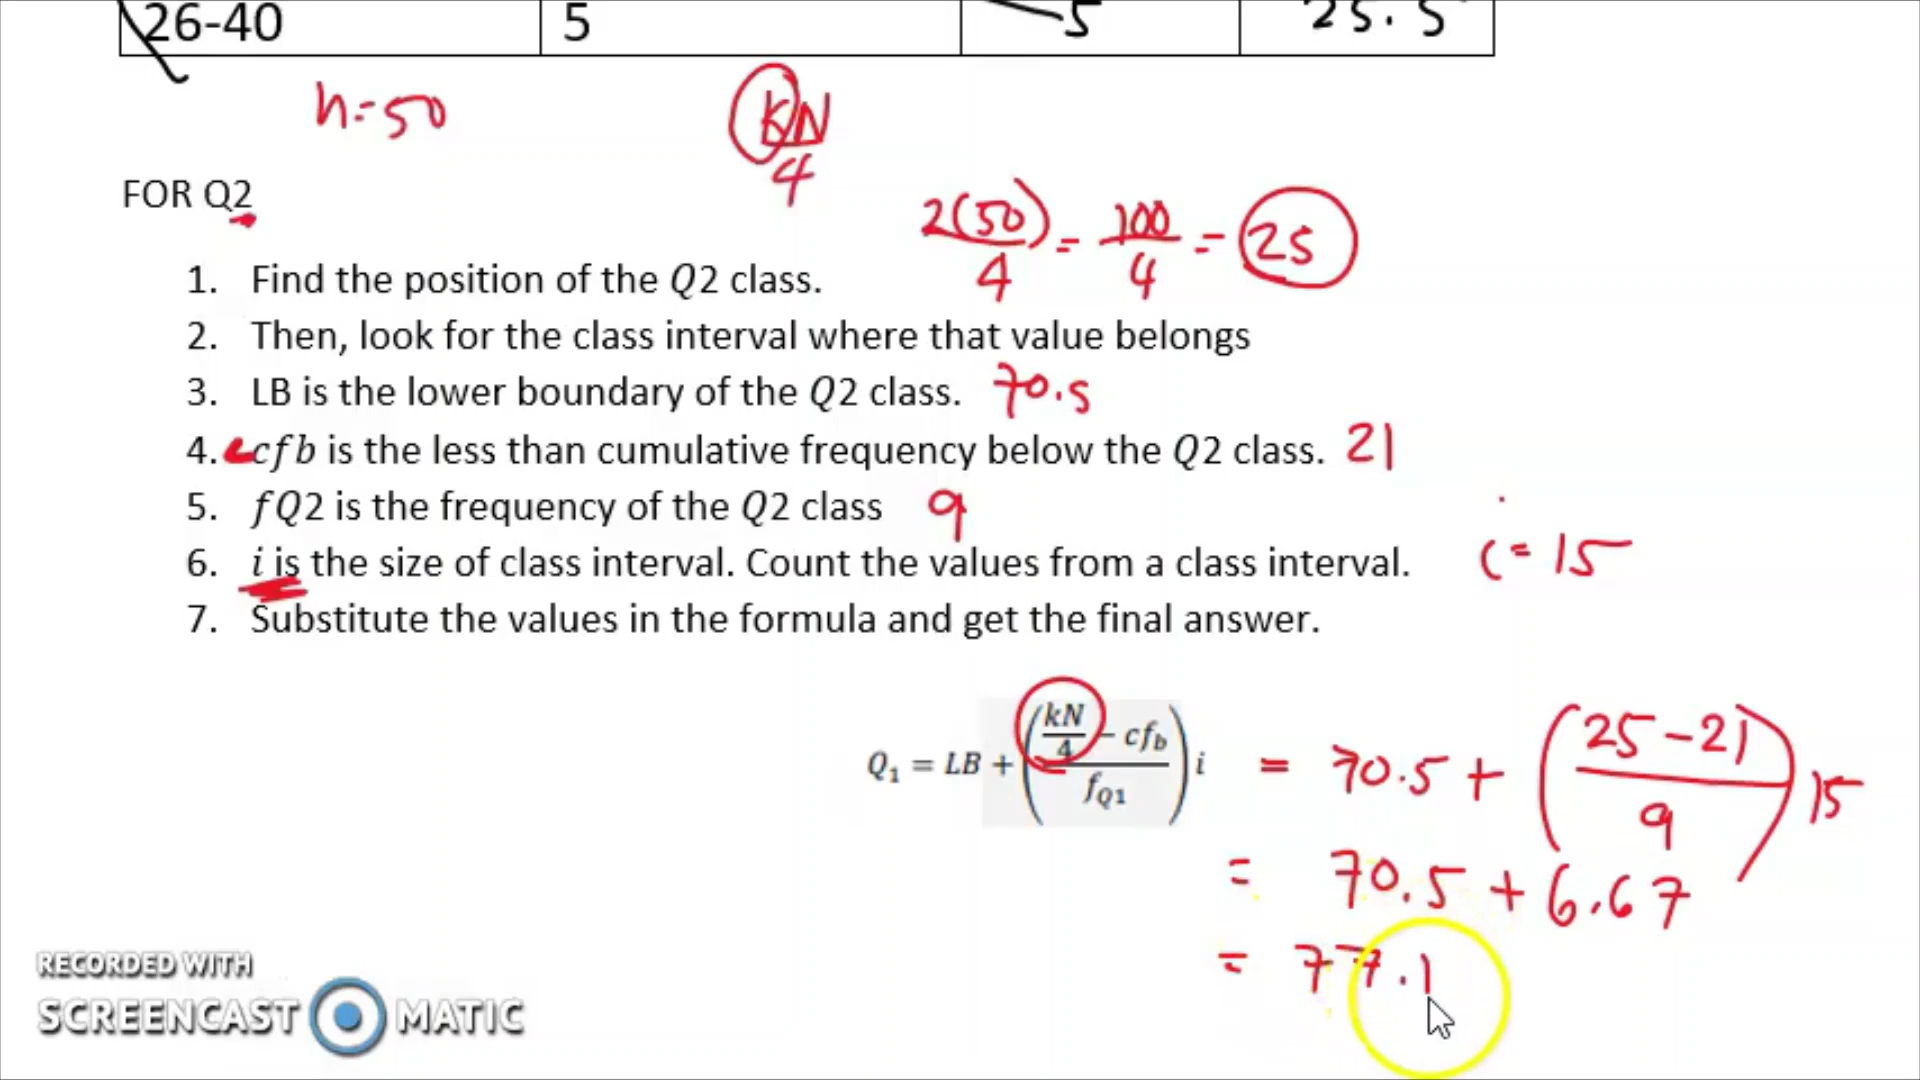 26-40 5 5 25.5
n=50 kN/4
FOR Q2
2(50)/4 = 100/4 = 25
1. Find the position of the Q2 class.
2. Then, look for the class interval where that value belongs
3. LB is the lower boundary of the Q2 class. 70.5
4. <cfb is the less than cumulative frequency below the Q2 class. 21
5. fQ2 is the frequency of the Q2 class 9
6. i is the size of class interval. Count the values from a class interval. i = 15
7. Substitute the values in the formula and get the final answer.
Q₁ = LB + ((kN/4 − cf_b)/f_Q1) i = 70.5 + ((25-21)/9) 15
= 70.5 + 6.67
= 77.1
RECORDED WITH
SCREENCAST MATIC